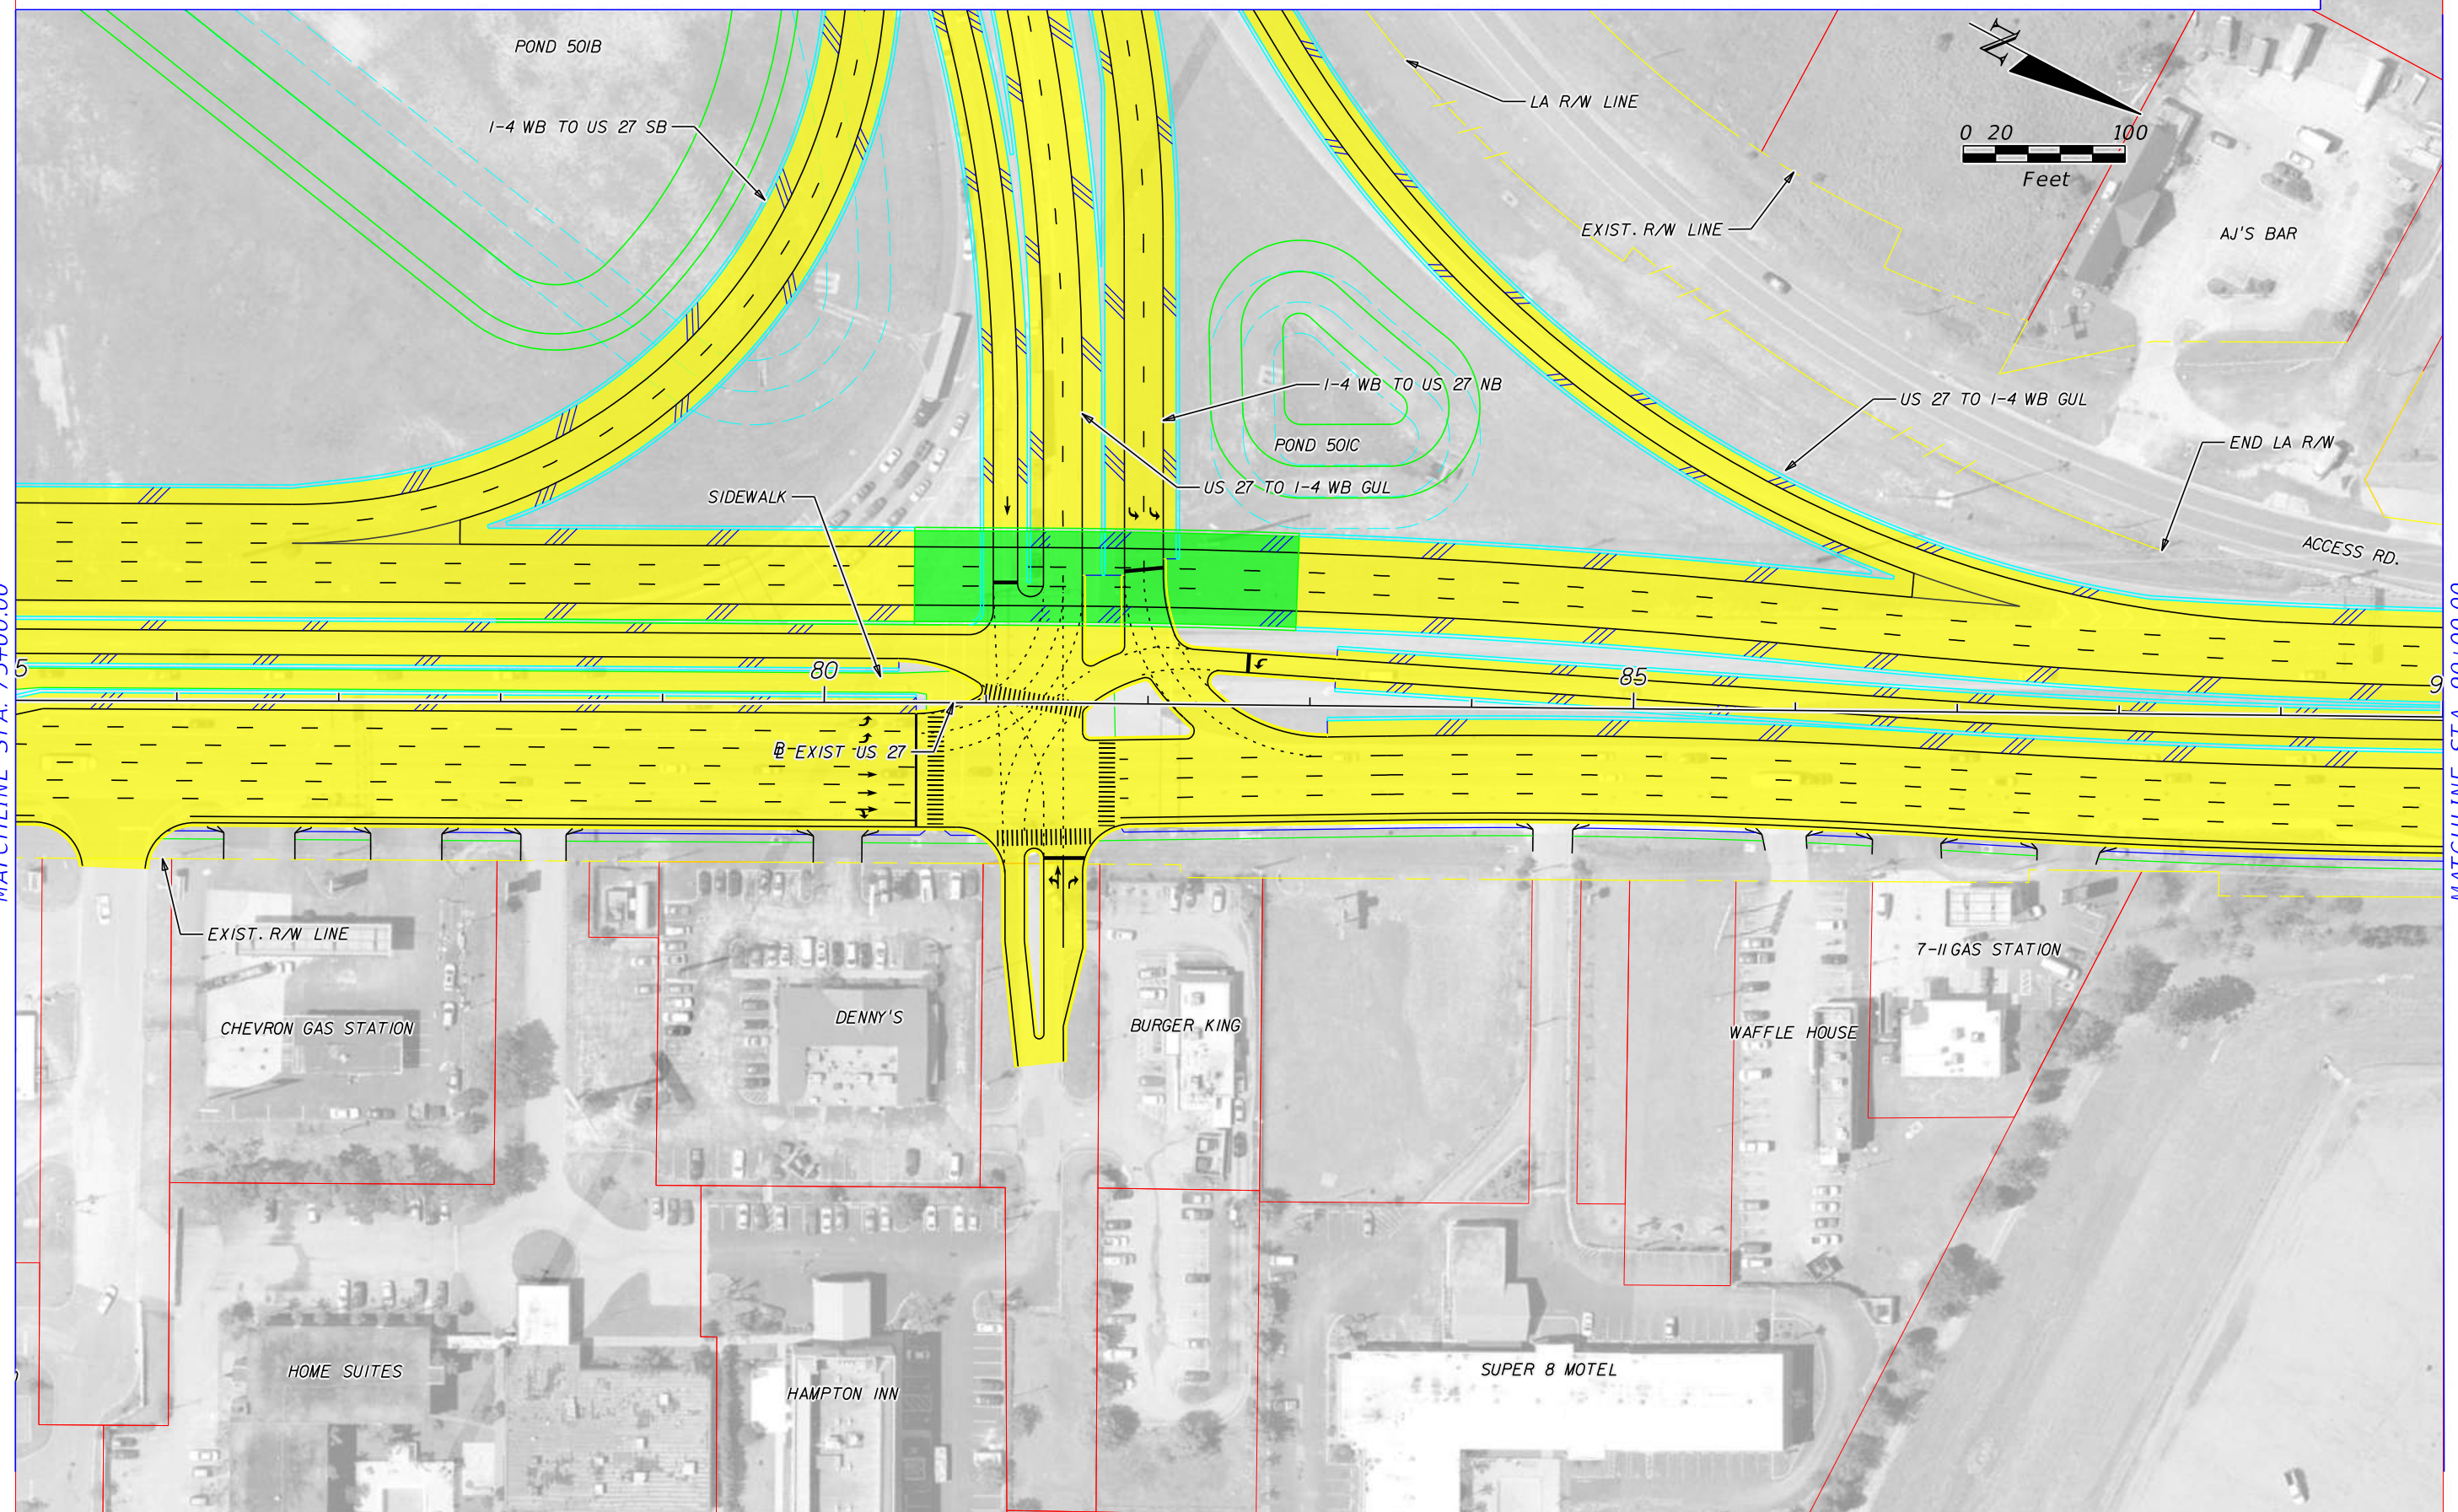 POND 501B
I-4 WB TO US 27 SB
LA R/W LINE
N
0 20 100
Feet
EXIST. R/W LINE
AJ'S BAR
I-4 WB TO US 27 NB
POND 501C
US 27 TO I-4 WB GUL
END LA R/W
SIDEWALK
US 27 TO I-4 WB GUL
ACCESS RD.
5
80
85
9
EXIST US 27
EXIST. R/W LINE
7-11 GAS STATION
CHEVRON GAS STATION
DENNY'S
BURGER KING
WAFFLE HOUSE
HOME SUITES
HAMPTON INN
SUPER 8 MOTEL